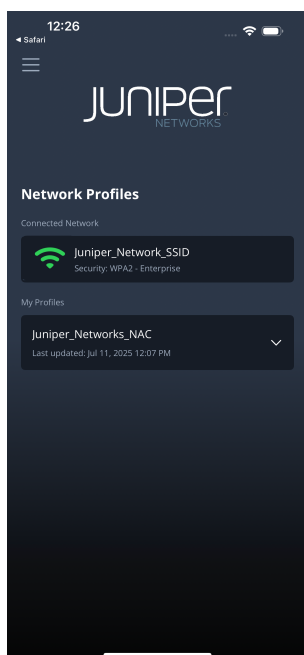 12:26
◀ Safari
JUNIPer
NETWORKS
Network Profiles
Connected Network
Juniper_Network_SSID
Security: WPA2 - Enterprise
My Profiles
Juniper_Networks_NAC
Last updated: Jul 11, 2025 12:07 PM